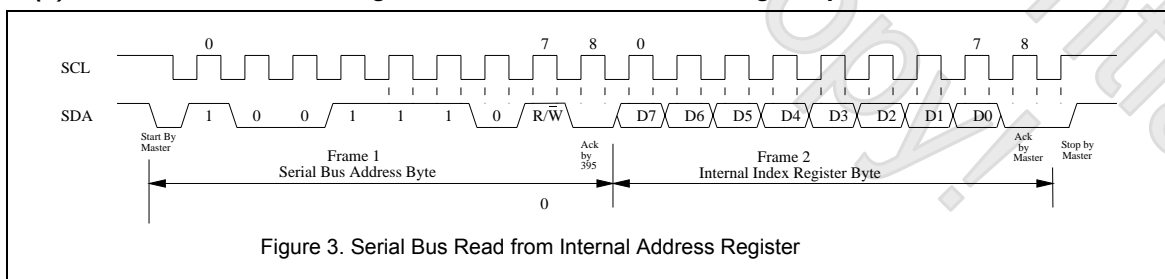 0 7 8 0 7 8
SCL
SDA
1 0 0 1 1 1 0 R/W̅ D7 D6 D5 D4 D3 D2 D1 D0
Start By
Master
Ack
by
395
Ack
by
Master
Stop by
Master
Frame 1
Serial Bus Address Byte
Frame 2
Internal Index Register Byte
0
Figure 3. Serial Bus Read from Internal Address Register